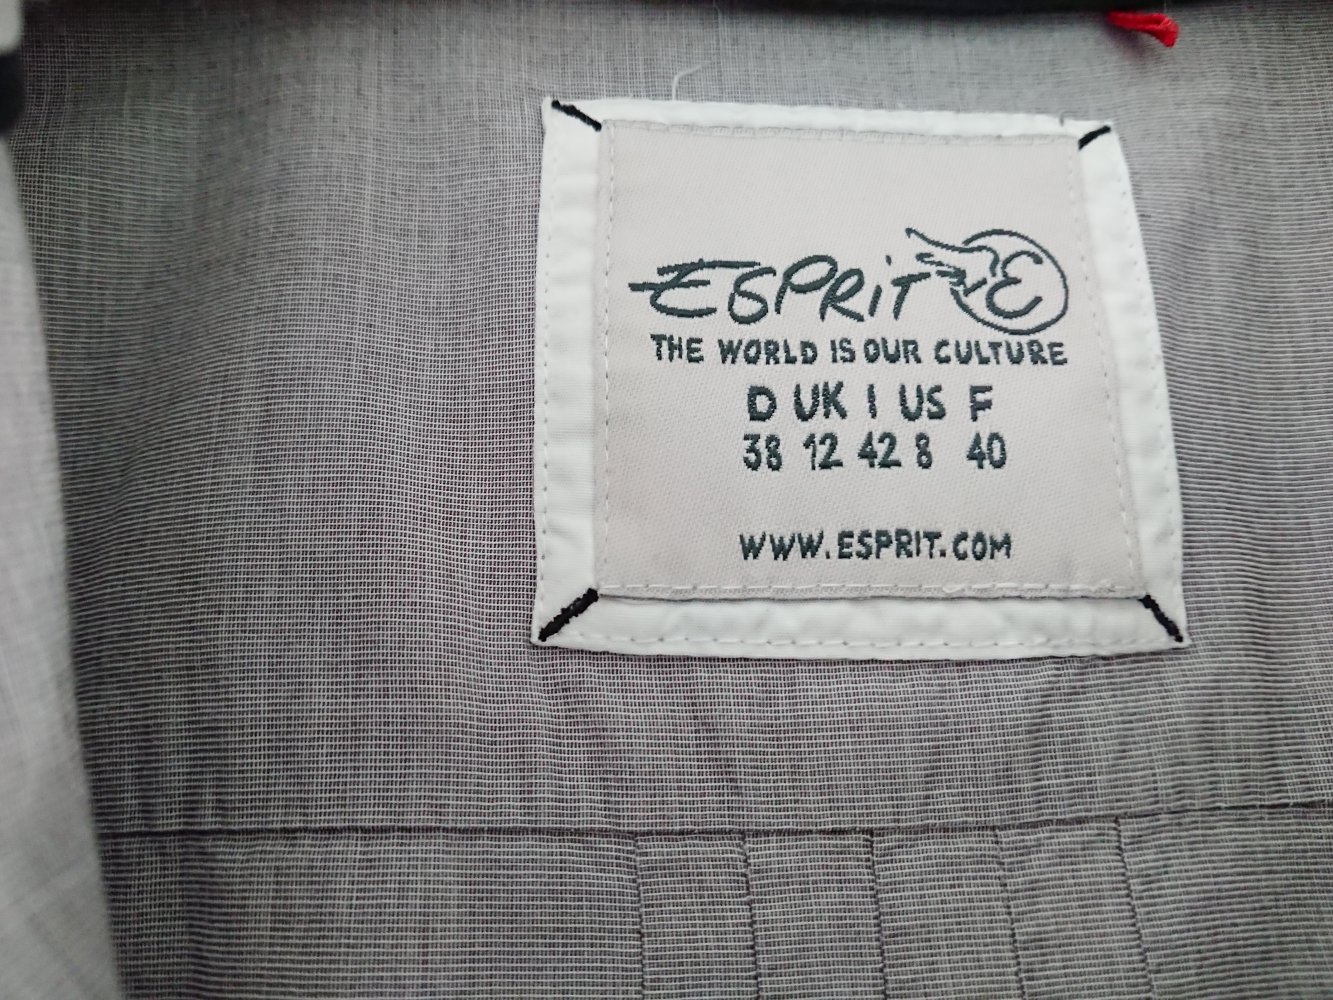 ESPRIT E
THE WORLD IS OUR CULTURE
D UK I US F
38 12 42 8 40
WWW.ESPRIT.COM